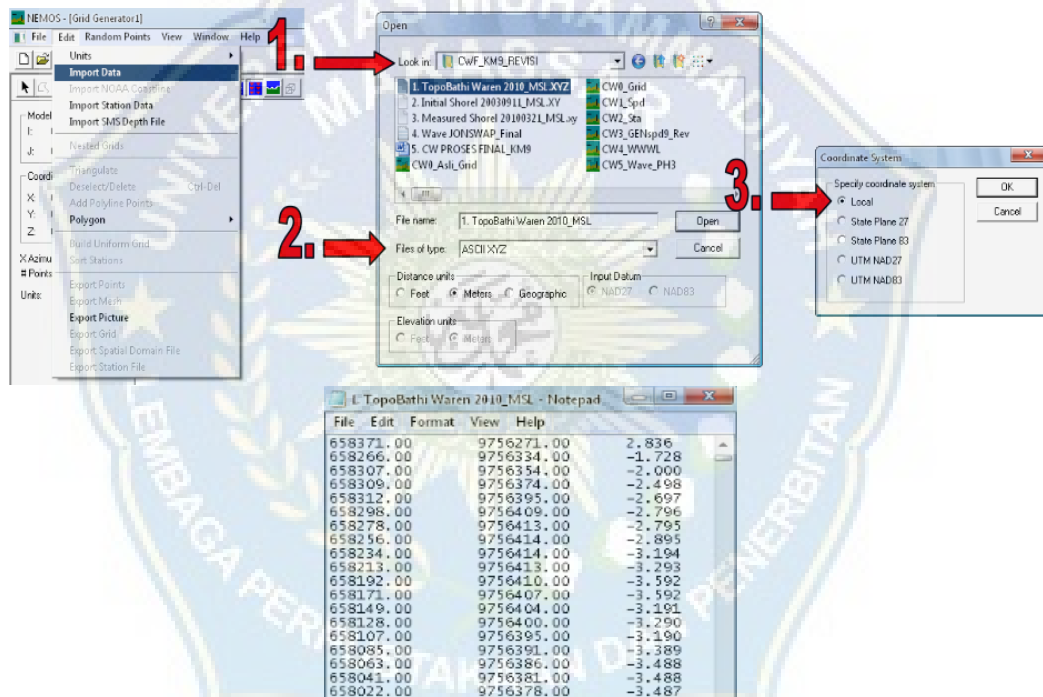 NEMOS - [Grid Generator1]
File Edit Random Points View Window Help
Units
Import Data
Import NOAA Coastline
Import Station Data
Import SMS Depth File
Nested Grids
Triangulate
Deselect/Delete Ctrl-Del
Add Polyline Points
Polygon
Build Uniform Grid
Sort Stations
Export Points
Export Mesh
Export Picture
Export Grid
Export Spatial Domain File
Export Station File
Model
I:
J:
Coordi
X:
Y:
Z:
X Azimu
# Points
Units:
1.
Open
Look in: CWF_KM9_REVISI
1. TopoBathi Waren 2010_MSL.XYZ
2. Initial Shorel 20030911_MSL.XY
3. Measured Shorel 20100321_MSL.xy
4. Wave JONSWAP_Final
5. CW PROSES FINAL_KM9
CW0_Asli_Grid
CW0_Grid
CW1_Spd
CW2_Sta
CW3_GENspd9_Rev
CW4_WWWL
CW5_Wave_PH3
2.
File name: 1. TopoBathi Waren 2010_MSL Open
Files of type: ASCII XYZ Cancel
Distance units
Feet Meters Geographic
Input Datum
NAD27 NAD83
Elevation units
Feet Meters
3.
Coordinate System
Specify coordinate system
Local
State Plane 27
State Plane 83
UTM NAD27
UTM NAD83
OK
Cancel
1. TopoBathi Waren 2010_MSL - Notepad
File Edit Format View Help
658371.00 9756271.00 2.836
658266.00 9756334.00 -1.728
658307.00 9756354.00 -2.000
658309.00 9756374.00 -2.498
658312.00 9756395.00 -2.697
658298.00 9756409.00 -2.796
658278.00 9756413.00 -2.795
658256.00 9756414.00 -2.895
658234.00 9756414.00 -3.194
658213.00 9756413.00 -3.293
658192.00 9756410.00 -3.592
658171.00 9756407.00 -3.592
658149.00 9756404.00 -3.191
658128.00 9756400.00 -3.290
658107.00 9756395.00 -3.190
658085.00 9756391.00 -3.389
658063.00 9756386.00 -3.488
658041.00 9756381.00 -3.488
658022.00 9756378.00 -3.487